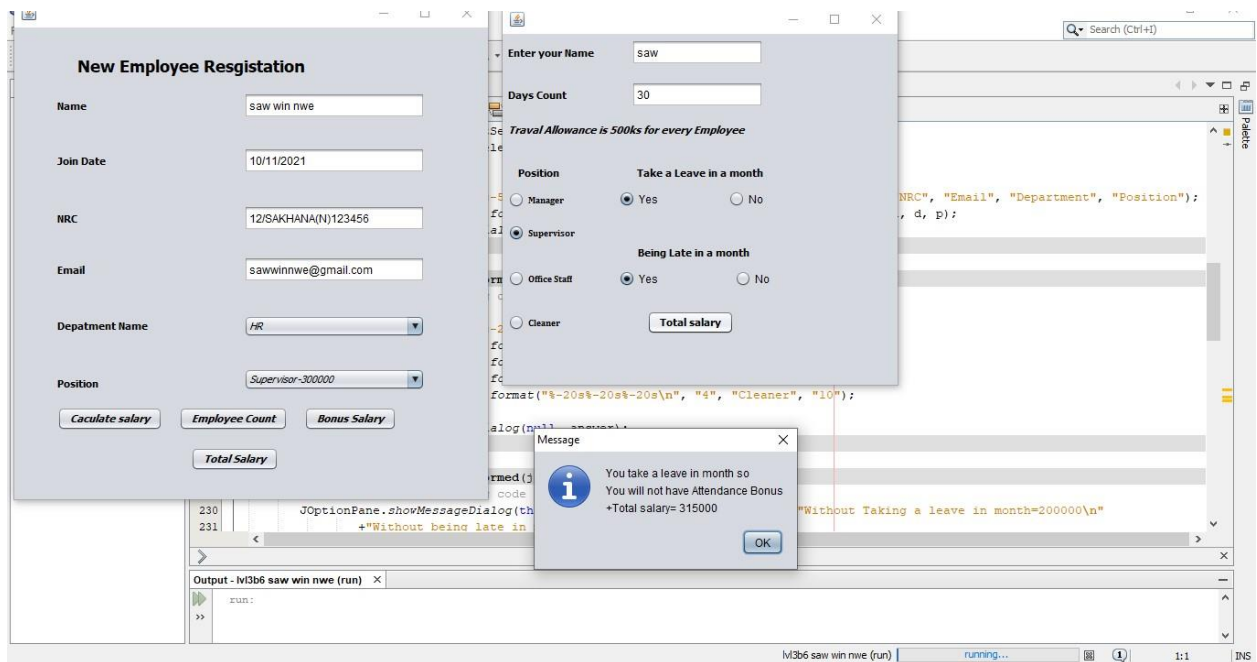 New Employee Resgistation
Name
saw win nwe
Join Date
10/11/2021
NRC
12/SAKHANA(N)123456
Email
sawwinnwe@gmail.com
Depatment Name
HR
Position
Supervisor-300000
Caculate salary
Employee Count
Bonus Salary
Total Salary
Enter your Name
saw
Days Count
30
Traval Allowance is 500ks for every Employee
Position
Take a Leave in a month
Manager
Yes
No
Supervisor
Being Late in a month
Office Staff
Yes
No
Cleaner
Total salary
Search (Ctrl+I)
Palette
NRC", "Email", "Department", "Position");
, d, p);
format("%-20s%-20s%-20s\n", "4", "Cleaner", "10");
alog(null, answer);
rmed(j
code
230 JOptionPane.showMessageDialog(th
"Without Taking a leave in month=200000\n"
231 +"Without being late in
Message
You take a leave in month so
You will not have Attendance Bonus
+Total salary= 315000
OK
Output - lvl3b6 saw win nwe (run)
run:
lvl3b6 saw win nwe (run)
running...
1
1:1
INS